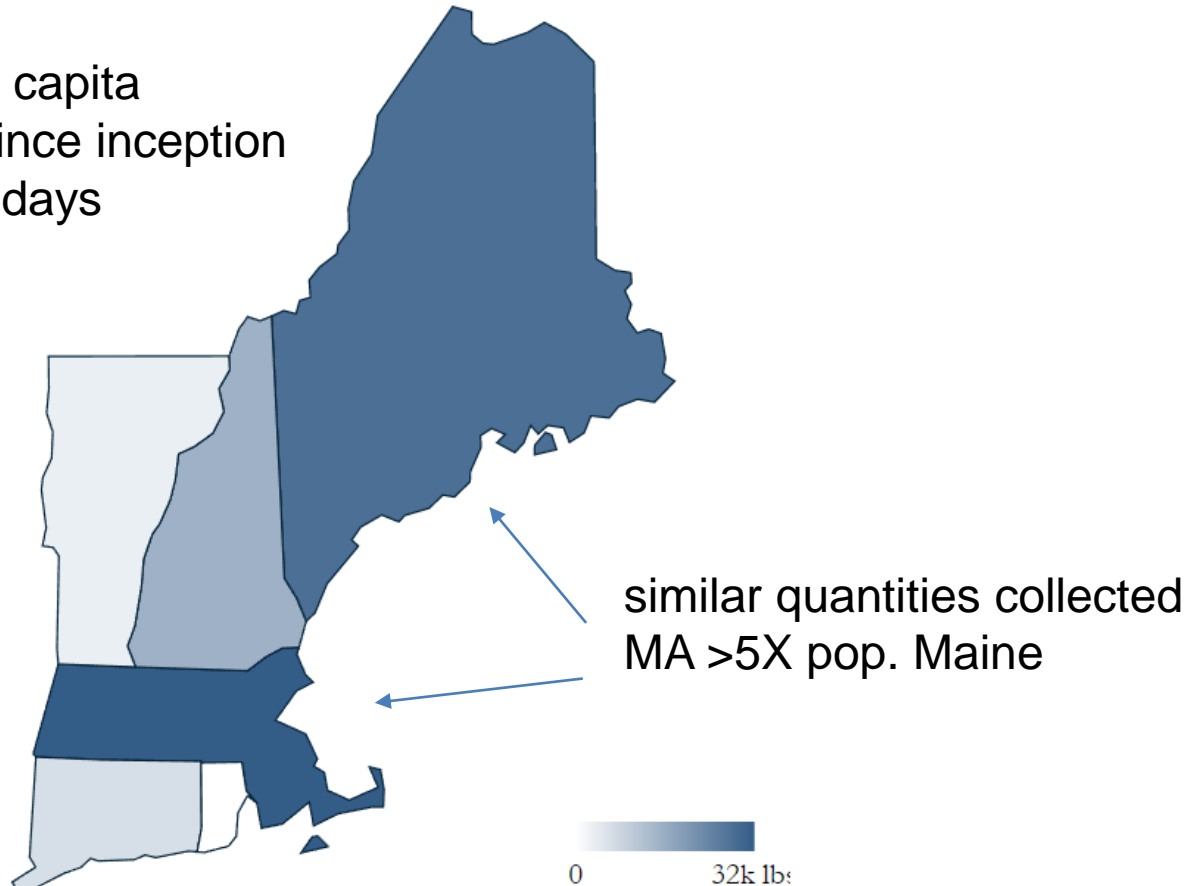 capita
ince inception
days
similar quantities collected
MA >5X pop. Maine
0 32k lbs